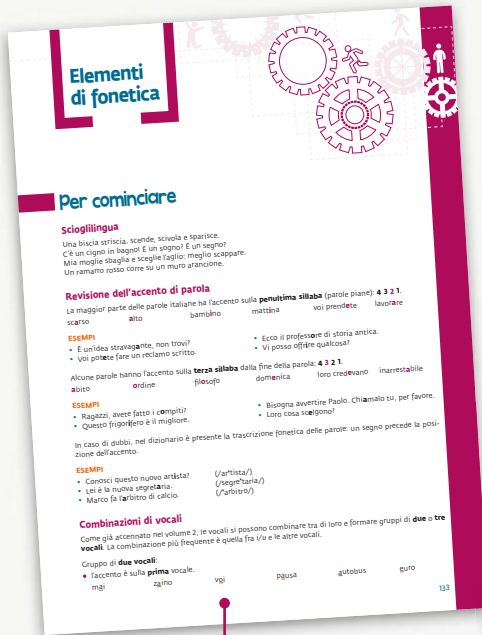 Elementi
di fonetica
Per cominciare
Scioglilingua
Una biscia striscia, scende, scivola e sparisce.
C'è un cigno in bagno! È un sogno? È un segno?
Mia moglie sbaglia e sceglie l'aglio: meglio scappare.
Un ramarro rosso corre su un muro arancione.
Revisione dell'accento di parola
La maggior parte delle parole italiane ha l'accento sulla penultima sillaba (parole piane): 4 3 2 1.
scarso alto bambino mattina voi prendete lavorare
ESEMPI
• È un'idea stravagante, non trovi?
• Voi potete fare un reclamo scritto.
• Ecco il professore di storia antica.
• Vi posso offrire qualcosa?
Alcune parole hanno l'accento sulla terza sillaba dalla fine della parola: 4 3 2 1.
abito ordine filosofo domenica loro credevano inarrestabile
ESEMPI
• Ragazzi, avete fatto i compiti?
• Questo frigorifero è il migliore.
• Bisogna avvertire Paolo. Chiamalo tu, per favore.
• Loro cosa scelgono?
In caso di dubbi, nel dizionario è presente la trascrizione fonetica delle parole: un segno precede la posi-
zione dell'accento.
ESEMPI
• Conosci questo nuovo artista? (/ar'tista/)
• Lei è la nuova segretaria. (/segre'taria/)
• Marco fa l'arbitro di calcio. (/'arbitro/)
Combinazioni di vocali
Come già accennato nel volume 2, le vocali si possono combinare tra di loro e formare gruppi di due o tre
vocali. La combinazione più frequente è quella fra i/u e le altre vocali.
Gruppo di due vocali:
• l'accento è sulla prima vocale.
mai zaino voi pausa autobus euro
133